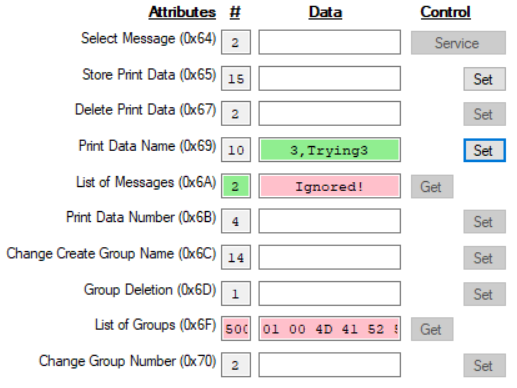 Attributes # Data Control
Select Message (0x64) 2 Service
Store Print Data (0x65) 15 Set
Delete Print Data (0x67) 2 Set
Print Data Name (0x69) 10 3,Trying3 Set
List of Messages (0x6A) 2 Ignored! Get
Print Data Number (0x6B) 4 Set
Change Create Group Name (0x6C) 14 Set
Group Deletion (0x6D) 1 Set
List of Groups (0x6F) 500 01 00 4D 41 52 Get
Change Group Number (0x70) 2 Set